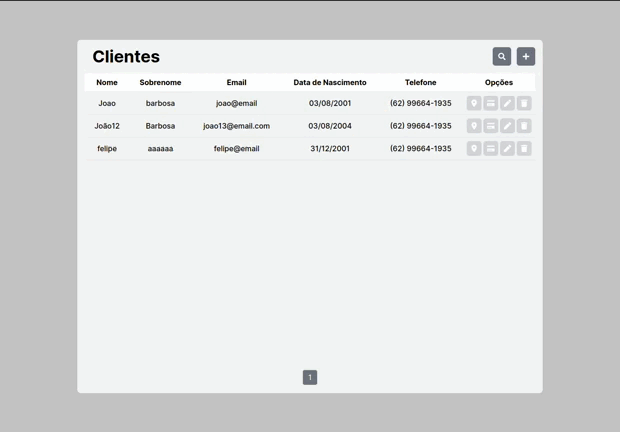 Clientes
Nome Sobrenome Email Data de Nascimento Telefone Opções
Joao barbosa joao@email 03/08/2001 (62) 99664-1935
João12 Barbosa joao13@email.com 03/08/2004 (62) 99664-1935
felipe aaaaaa felipe@email 31/12/2001 (62) 99664-1935
1